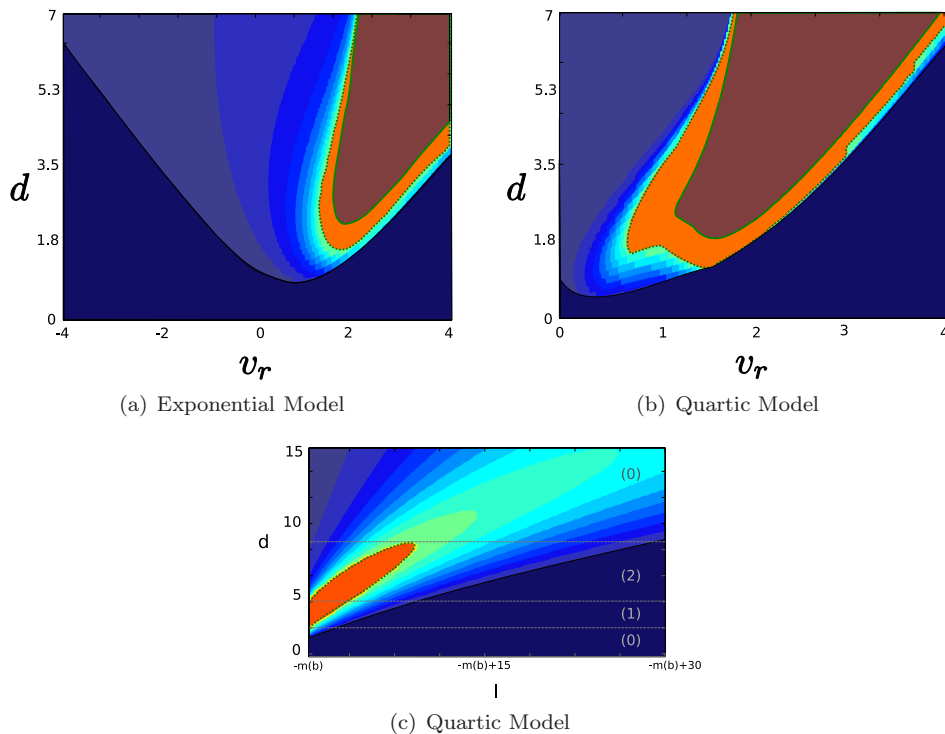 7
5.3
3.5
1.8
0
d
-4
-2
0
2
4
v_r
(a) Exponential Model
7
5.3
3.5
1.8
0
d
0
1
2
3
4
v_r
(b) Quartic Model
15
10
5
0
d
(0)
(2)
(1)
(0)
-m(b)
-m(b)+15
-m(b)+30
I
(c) Quartic Model